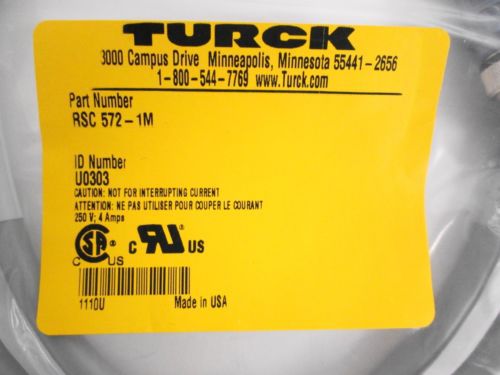 TURCK
3000 Campus Drive Minneapolis, Minnesota 55441-2656
1-800-544-7769 www.Turck.com
Part Number
RSC 572-1M
ID Number
U0303
CAUTION: NOT FOR INTERRUPTING CURRENT
ATTENTION: NE PAS UTILISER POUR COUPER LE COURANT
250 V; 4 Amps
C SA ® US C RU US
1110U Made in USA